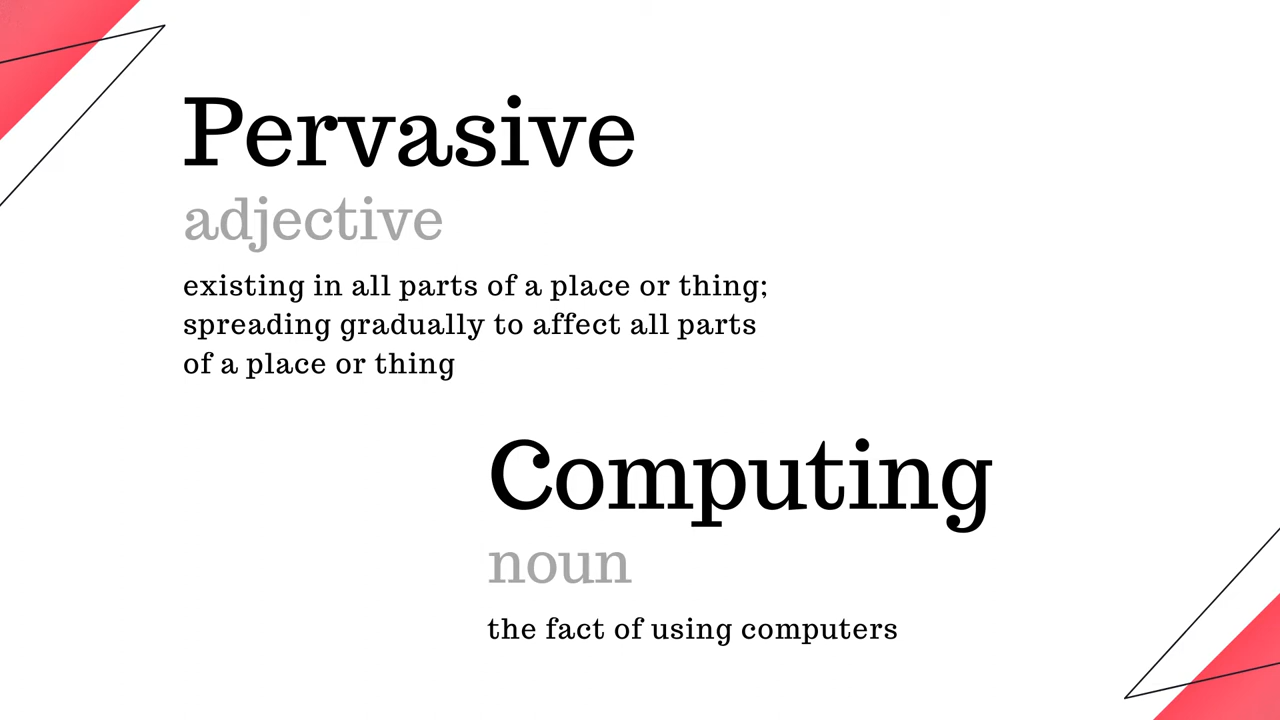 Pervasive
adjective
existing in all parts of a place or thing;
spreading gradually to affect all parts
of a place or thing
Computing
noun
the fact of using computers